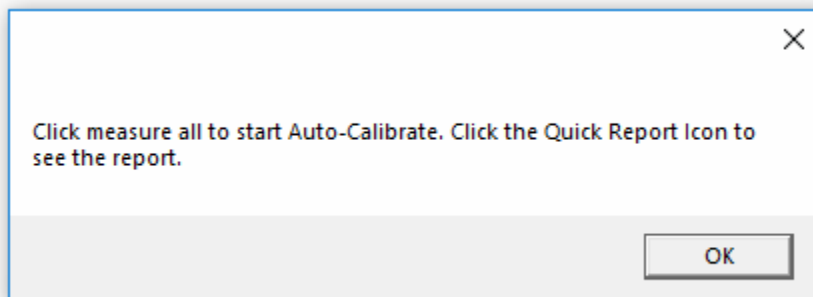 Click measure all to start Auto-Calibrate. Click the Quick Report Icon to
see the report.
OK